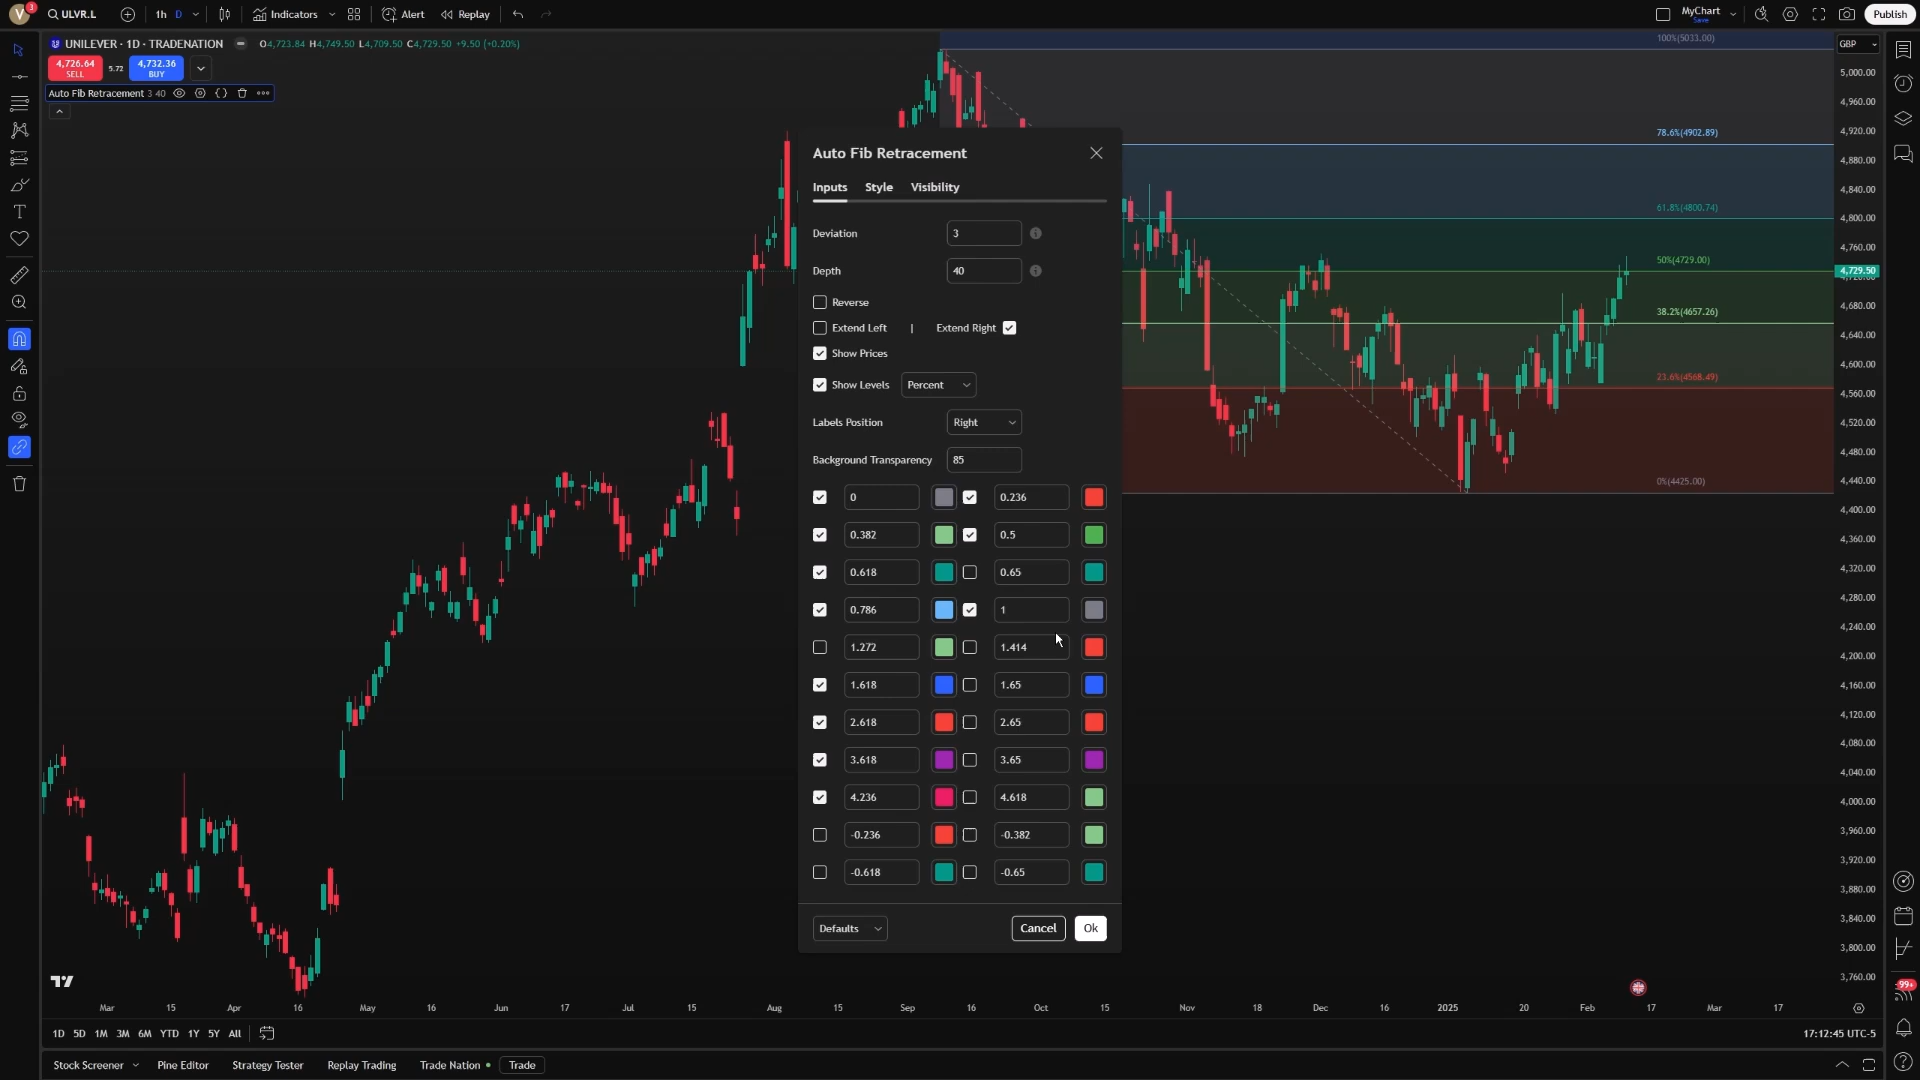 V 3 ULVR.L 1h D Indicators Alert Replay MyChart Save Publish
UNILEVER · 1D · TRADENATION O4,723.84 H4,749.50 L4,709.50 C4,729.50 +9.50 (+0.20%)
4,726.64 SELL 5.72 4,732.36 BUY
Auto Fib Retracement 3 40
GBP
100%(5033.00)
78.6%(4902.89)
61.8%(4800.74)
50%(4729.00)
38.2%(4657.26)
23.6%(4568.49)
0%(4425.00)
Auto Fib Retracement
Inputs Style Visibility
Deviation 3
Depth 40
Reverse
Extend Left | Extend Right
Show Prices
Show Levels Percent
Labels Position Right
Background Transparency 85
0 0.236
0.382 0.5
0.618 0.65
0.786 1
1.272 1.414
1.618 1.65
2.618 2.65
3.618 3.65
4.236 4.618
-0.236 -0.382
-0.618 -0.65
Defaults Cancel Ok
5,000.00
4,960.00
4,920.00
4,880.00
4,840.00
4,800.00
4,760.00
4,729.50
4,680.00
4,640.00
4,600.00
4,560.00
4,520.00
4,480.00
4,440.00
4,400.00
4,360.00
4,320.00
4,280.00
4,240.00
4,200.00
4,160.00
4,120.00
4,080.00
4,040.00
4,000.00
3,960.00
3,920.00
3,880.00
3,840.00
3,800.00
3,760.00
99+
Mar 15 Apr 16 May 16 Jun 17 Jul 15 Aug 15 Sep 16 Oct 15 Nov 18 Dec 16 2025 20 Feb 17 Mar 17
1D 5D 1M 3M 6M YTD 1Y 5Y All 17:12:45 UTC-5
Stock Screener Pine Editor Strategy Tester Replay Trading Trade Nation Trade